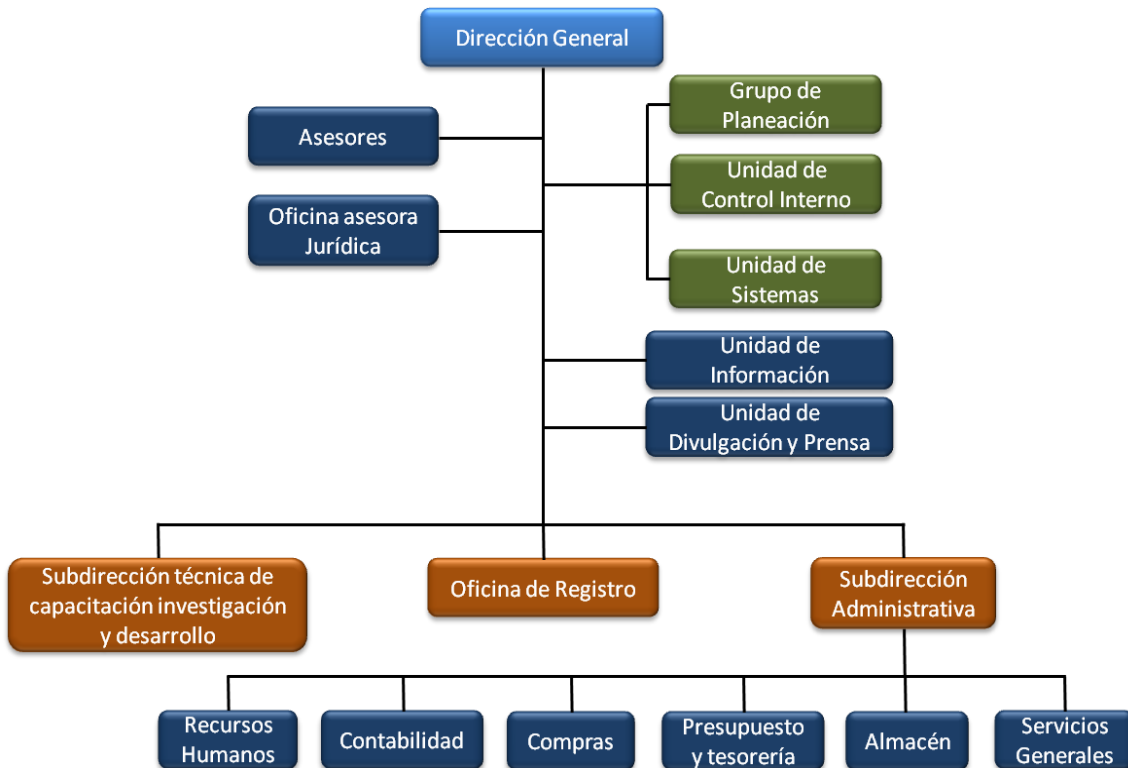 Dirección General
Asesores
Grupo de
Planeación
Unidad de
Control Interno
Oficina asesora
Jurídica
Unidad de
Sistemas
Unidad de
Información
Unidad de
Divulgación y Prensa
Subdirección técnica de
capacitación investigación
y desarrollo
Oficina de Registro
Subdirección
Administrativa
Recursos
Humanos
Contabilidad
Compras
Presupuesto
y tesorería
Almacén
Servicios
Generales